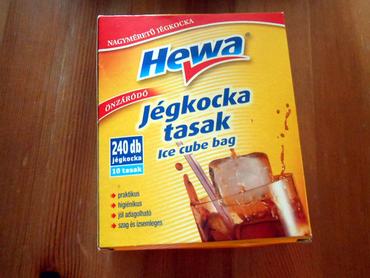 NAGYMÉRETŰ JÉGKOCKA
Hewa
ÖNZÁRÓDÓ
Jégkocka
tasak
Ice cube bag
240 db
jégkocka
10 tasak
praktikus
higiénikus
jól adagolható
szag és ízsemleges